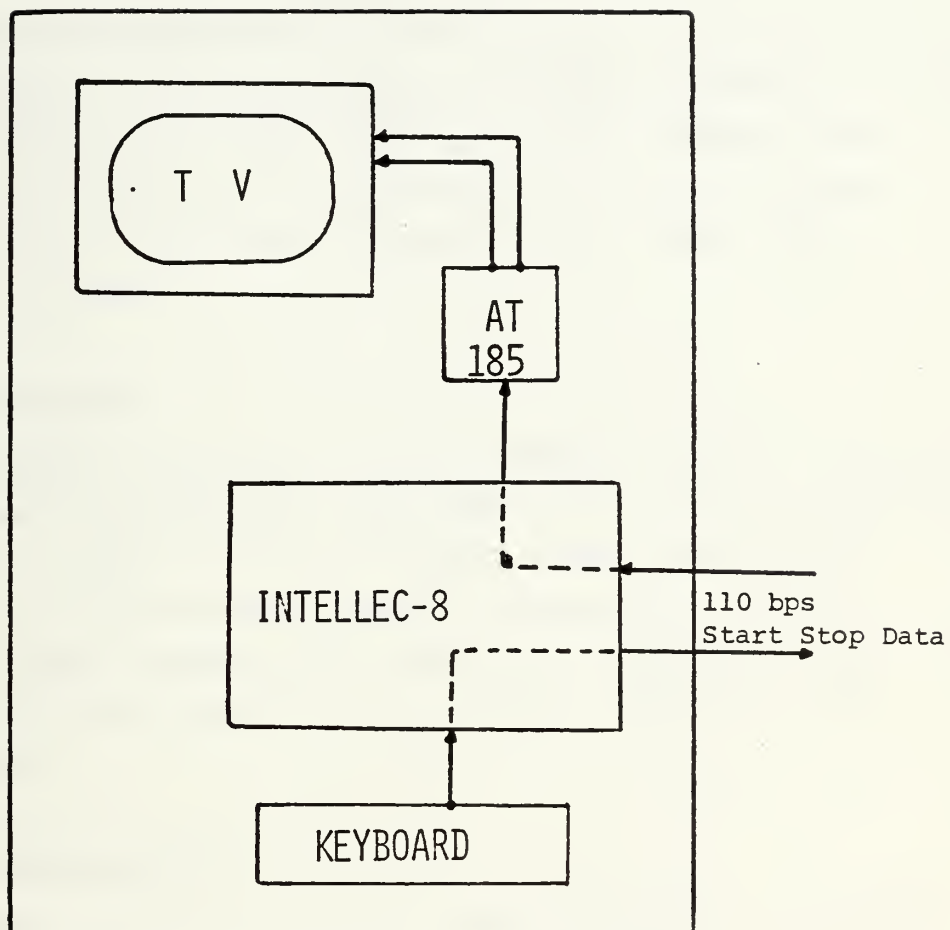 T V
AT
185
INTELLEC-8
110 bps
Start Stop Data
KEYBOARD